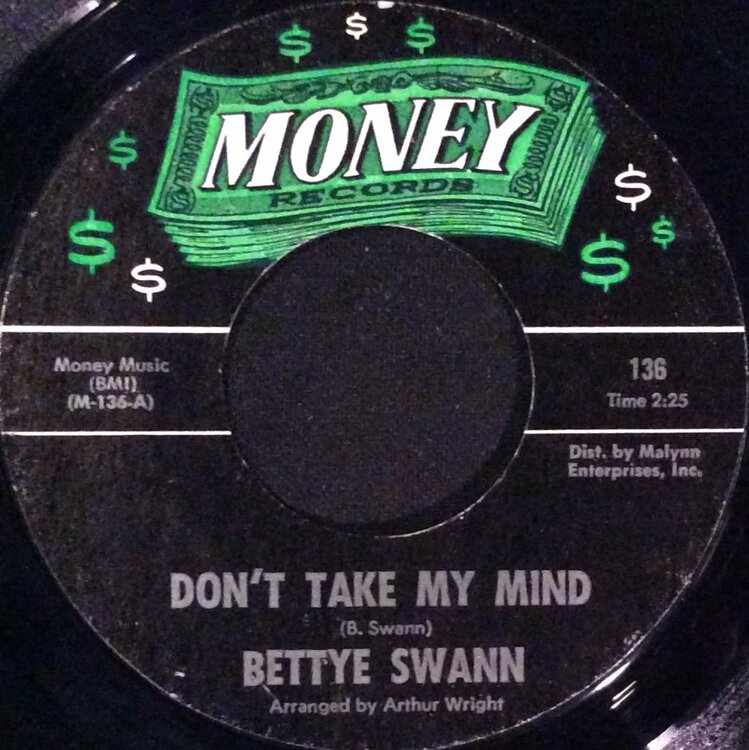 $ $ $
MONEY
RECORDS
$ $
$ $
$ $
Money Music
(BMI)
(M-136-A)
136
Time 2:25
Dist. by Malynn
Enterprises, Inc.
DON'T TAKE MY MIND
(B. Swann)
BETTYE SWANN
Arranged by Arthur Wright